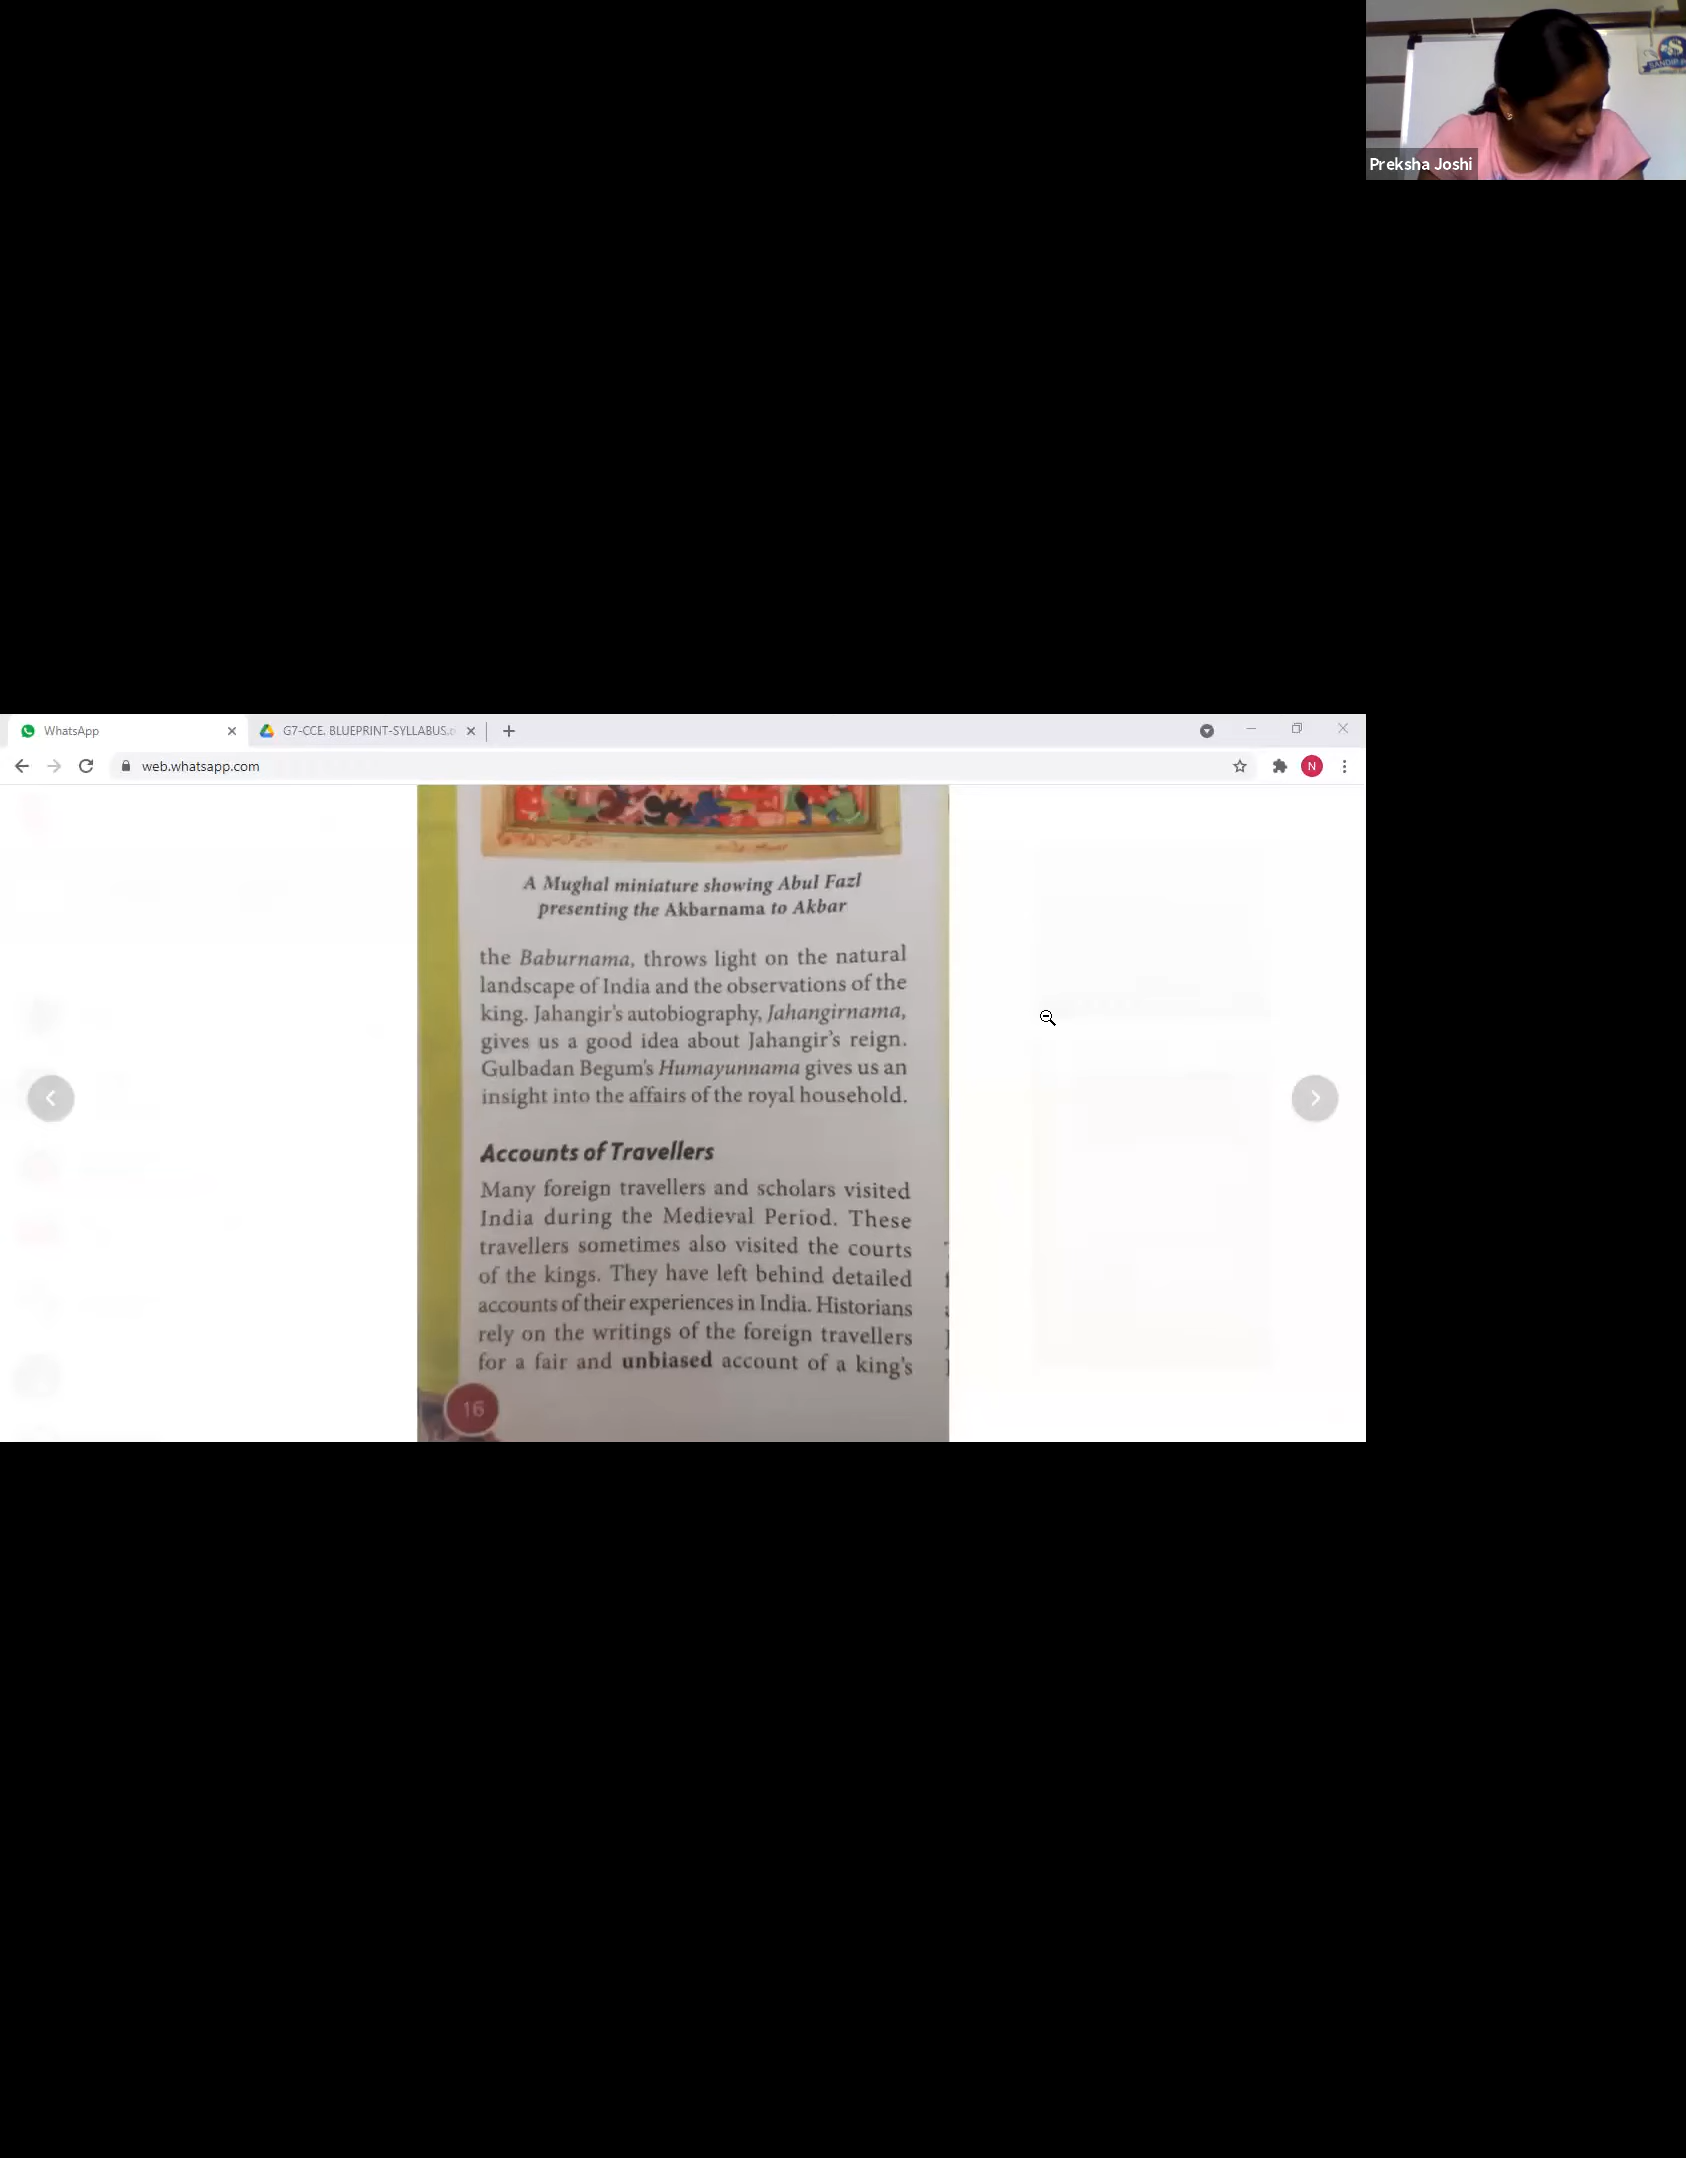 SANDIP
Preksha Joshi
WhatsApp
G7-CCE. BLUEPRINT-SYLLABUS.
web.whatsapp.com
N
A Mughal miniature showing Abul Fazl
presenting the Akbarnama to Akbar
the Baburnama, throws light on the natural
landscape of India and the observations of the
king. Jahangir's autobiography, Jahangirnama,
gives us a good idea about Jahangir's reign.
Gulbadan Begum's Humayunnama gives us an
insight into the affairs of the royal household.
Accounts of Travellers
Many foreign travellers and scholars visited
India during the Medieval Period. These
travellers sometimes also visited the courts
of the kings. They have left behind detailed
accounts of their experiences in India. Historians
rely on the writings of the foreign travellers
for a fair and unbiased account of a king's
16